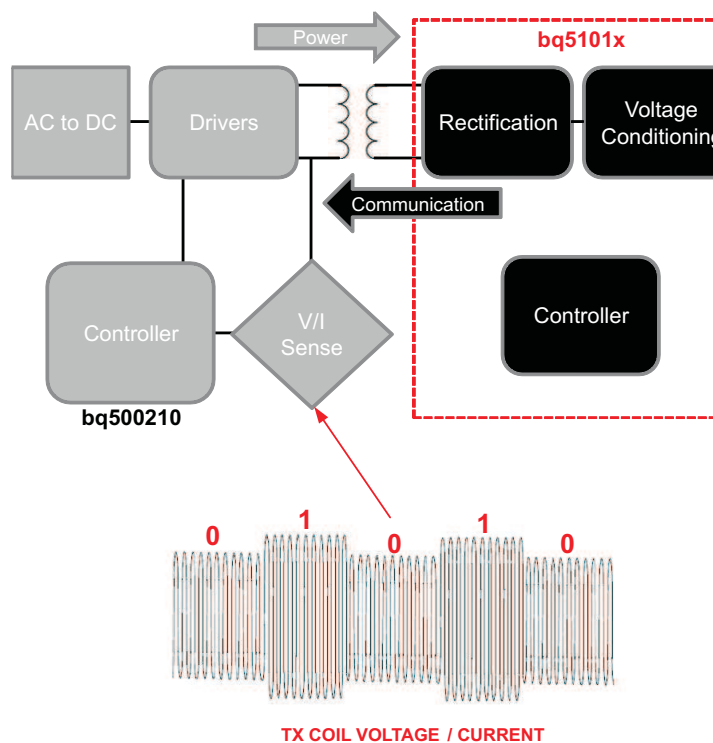 Power
bq5101x
AC to DC
Drivers
Rectification
Voltage
Conditioning
Communication
Controller
V/I
Sense
Controller
bq500210
0
1
0
1
0
TX COIL VOLTAGE / CURRENT